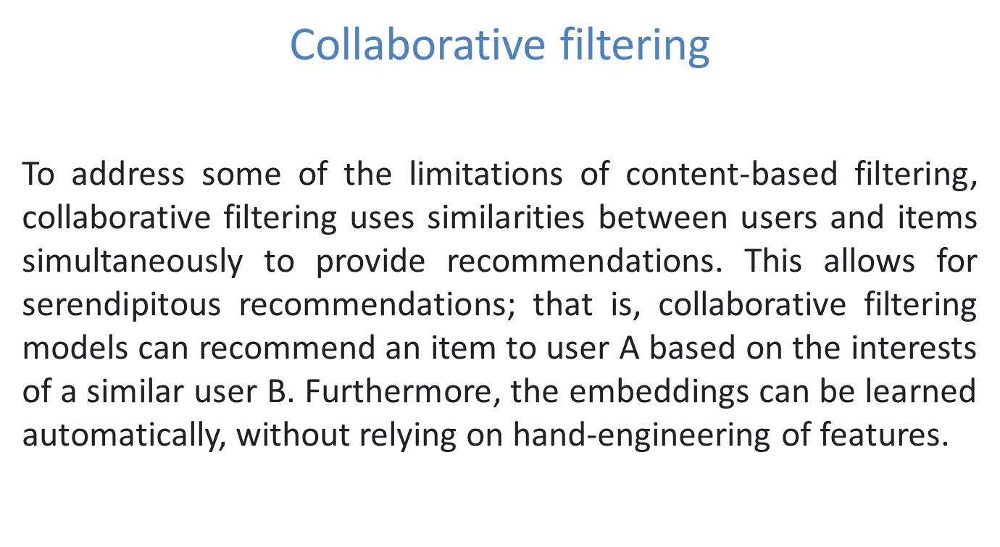 Collaborative filtering
To address some of the limitations of content-based filtering,
collaborative filtering uses similarities between users and items
simultaneously to provide recommendations. This allows for
serendipitous recommendations; that is, collaborative filtering
models can recommend an item to user A based on the interests
of a similar user B. Furthermore, the embeddings can be learned
automatically, without relying on hand-engineering of features.